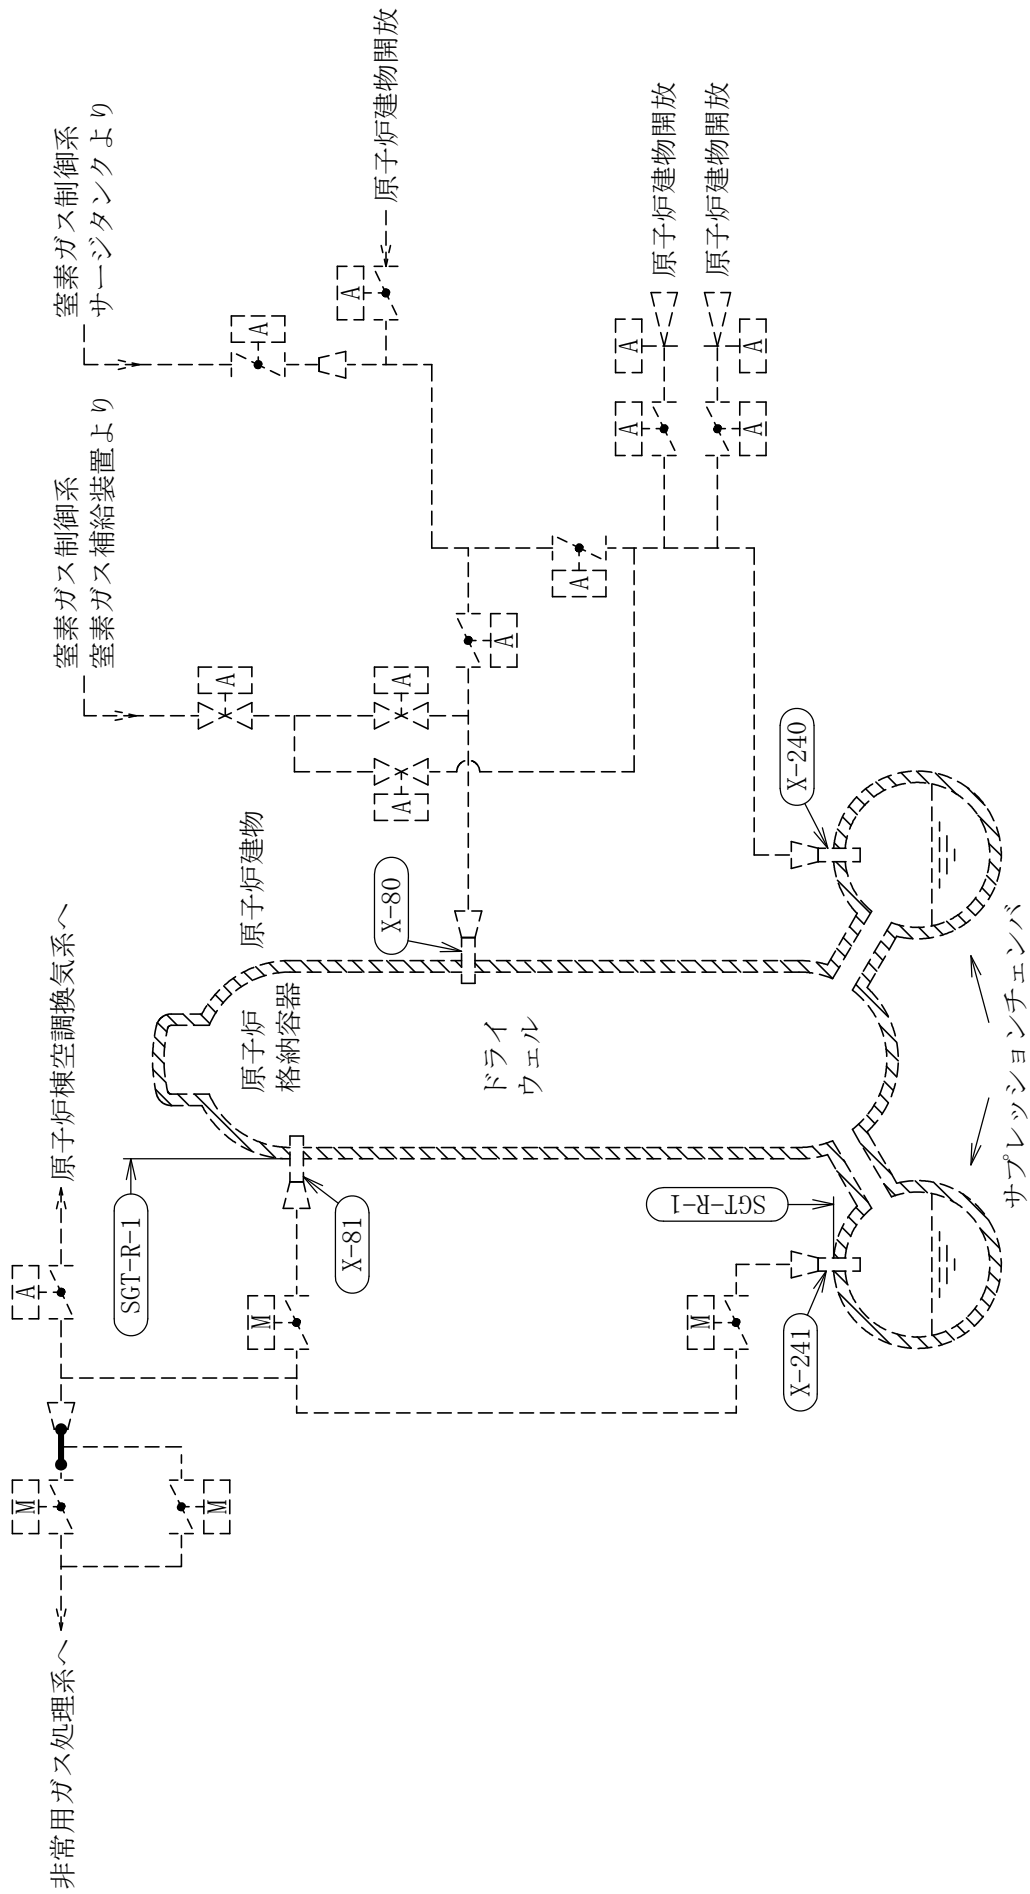 非常用ガス処理系へ
原子炉棟空調換気系へ
窒素ガス制御系
窒素ガス補給装置より
窒素ガス制御系
サージタンクより
M
M
A
A
A
A
A
A
A
A
A
A
A
A
M
M
原子炉建物開放
原子炉建物開放
原子炉建物開放
SGT-R-1
X-81
原子炉
格納容器
原子炉建物
X-80
ドライ
ウェル
SGT-R-1
X-241
X-240
サプレッションチェンバ